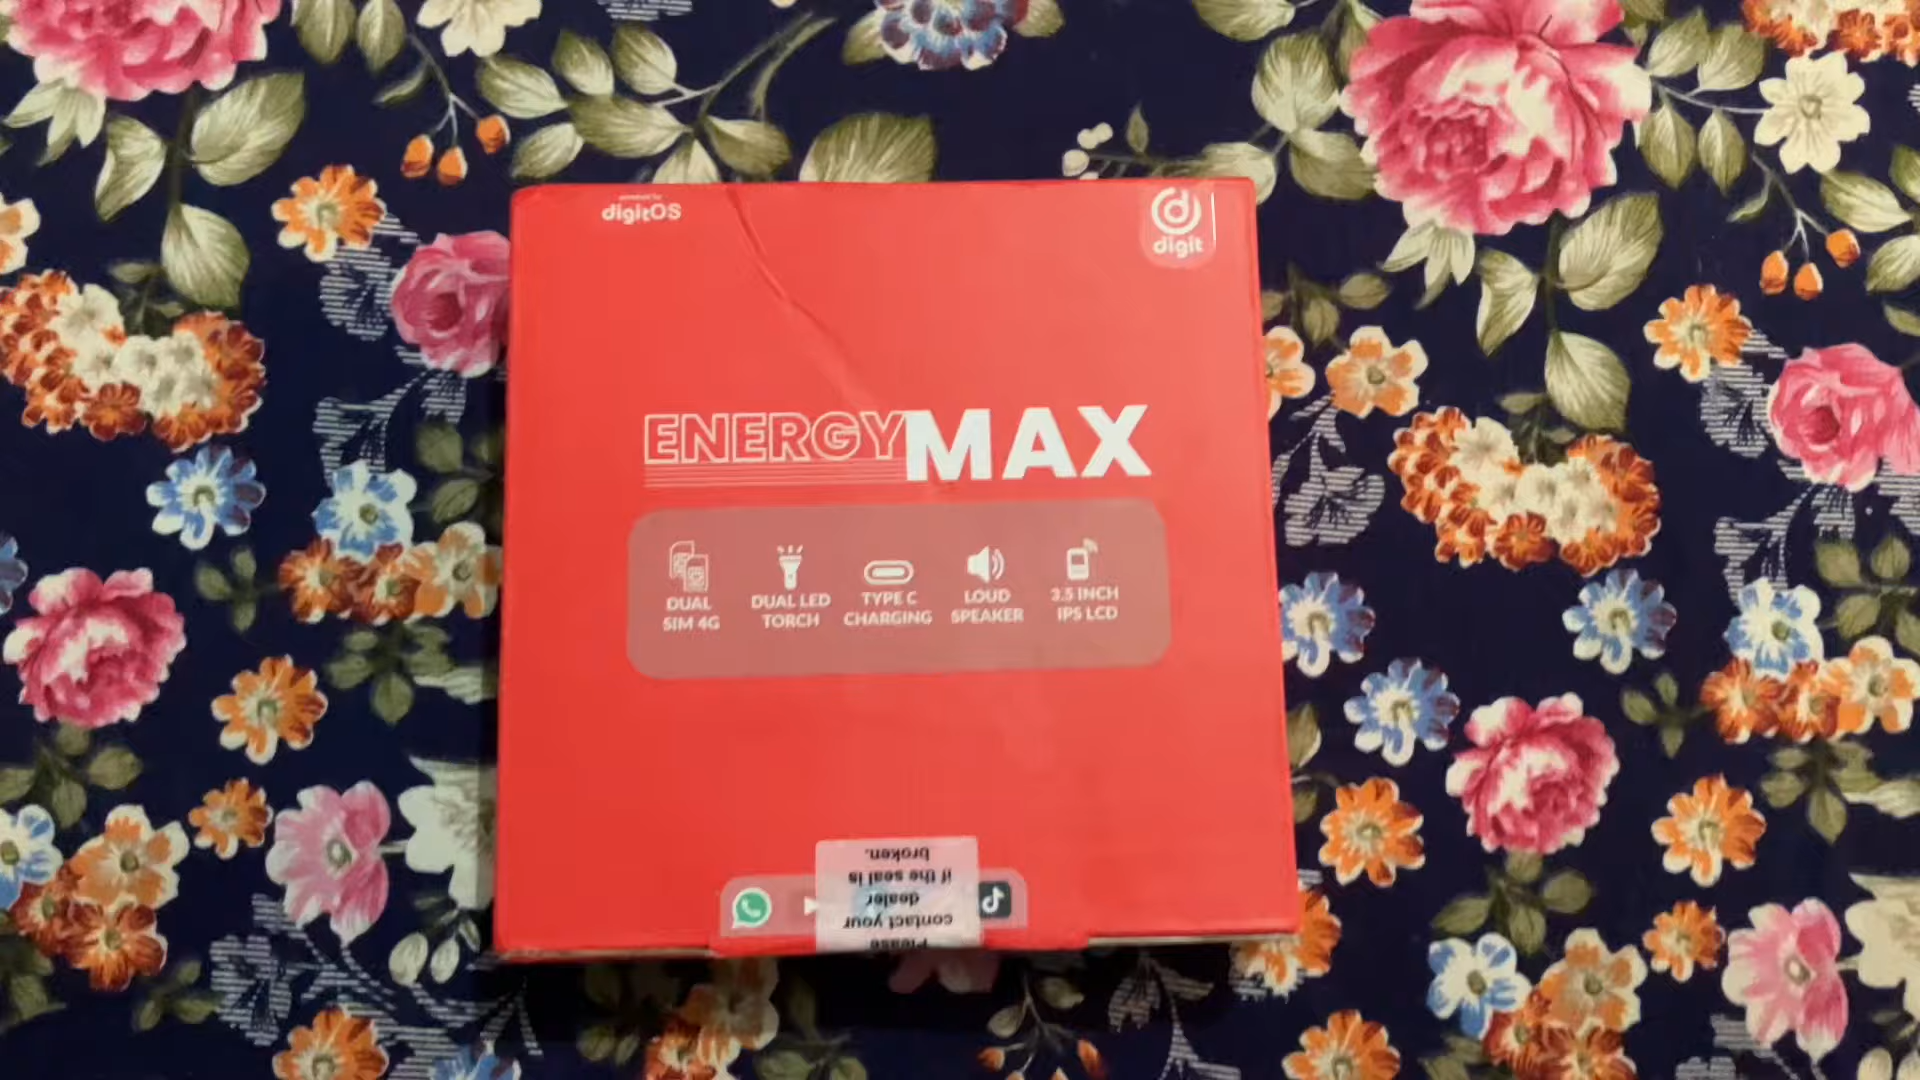 digitOS
digit
ENERGYMAX
DUAL
SIM 4G
DUAL LED
TORCH
TYPE C
CHARGING
LOUD
SPEAKER
3.5 INCH
IPS LCD
Please
contact your
dealer
if the seal is
broken.